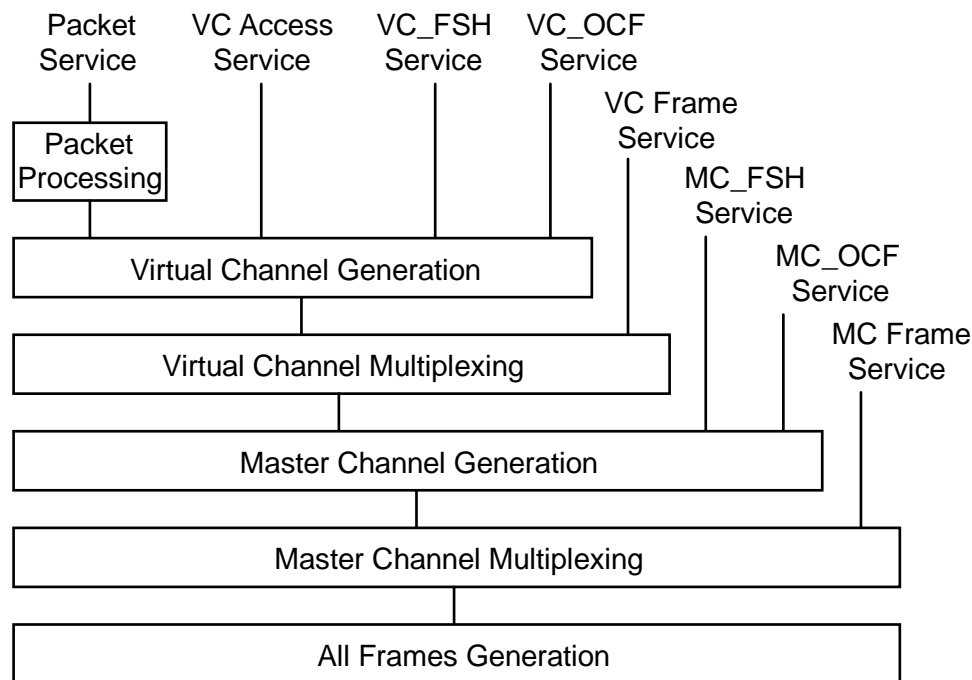 Packet
Service
VC Access
Service
VC_FSH
Service
VC_OCF
Service
VC Frame
Service
MC_FSH
Service
MC_OCF
Service
MC Frame
Service
Packet
Processing
Virtual Channel Generation
Virtual Channel Multiplexing
Master Channel Generation
Master Channel Multiplexing
All Frames Generation